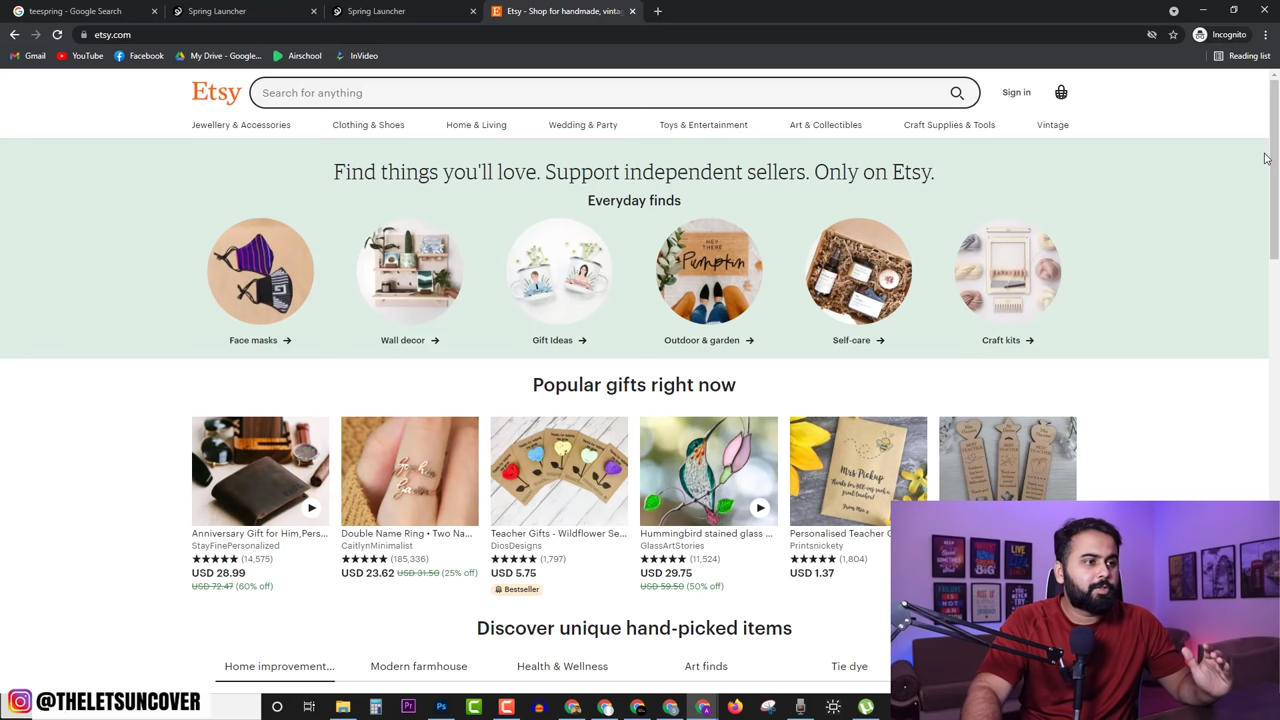 teespring - Google Search
Spring Launcher
Spring Launcher
Etsy - Shop for handmade, vinta
etsy.com
Incognito
Gmail
YouTube
Facebook
My Drive - Google...
Airschool
InVideo
Reading list
Etsy
Search for anything
Sign in
Jewellery & Accessories
Clothing & Shoes
Home & Living
Wedding & Party
Toys & Entertainment
Art & Collectibles
Craft Supplies & Tools
Vintage
Find things you'll love. Support independent sellers. Only on Etsy.
Everyday finds
HEY THERE
Pumpkin
Face masks →
Wall decor →
Gift Ideas →
Outdoor & garden →
Self-care →
Craft kits →
Popular gifts right now
Mrs Pickup
Anniversary Gift for Him,Pers...
StayFinePersonalized
(14,575)
USD 28.99
USD 72.47 (60% off)
Double Name Ring • Two Na...
CaitlynMinimalist
(185,336)
USD 23.62 USD 31.50 (25% off)
Teacher Gifts - Wildflower Se...
DiosDesigns
(1,797)
USD 5.75
Bestseller
Hummingbird stained glass ...
GlassArtStories
(11,524)
USD 29.75
USD 59.50 (50% off)
Personalised Teacher G
Printsnickety
(1,804)
USD 1.37
Discover unique hand-picked items
Home improvement...
Modern farmhouse
Health & Wellness
Art finds
Tie dye
@THELETSUNCOVER